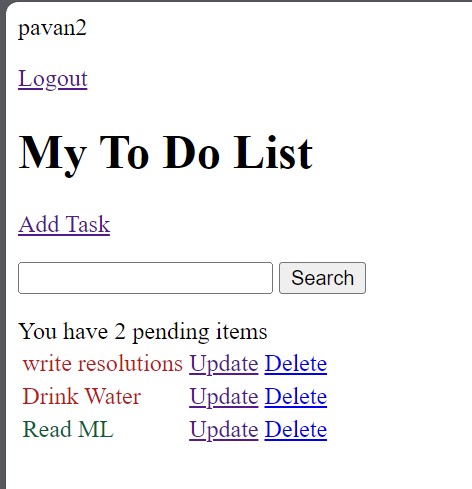 pavan2
Logout
My To Do List
Add Task
Search
You have 2 pending items
write resolutions Update Delete
Drink Water Update Delete
Read ML Update Delete